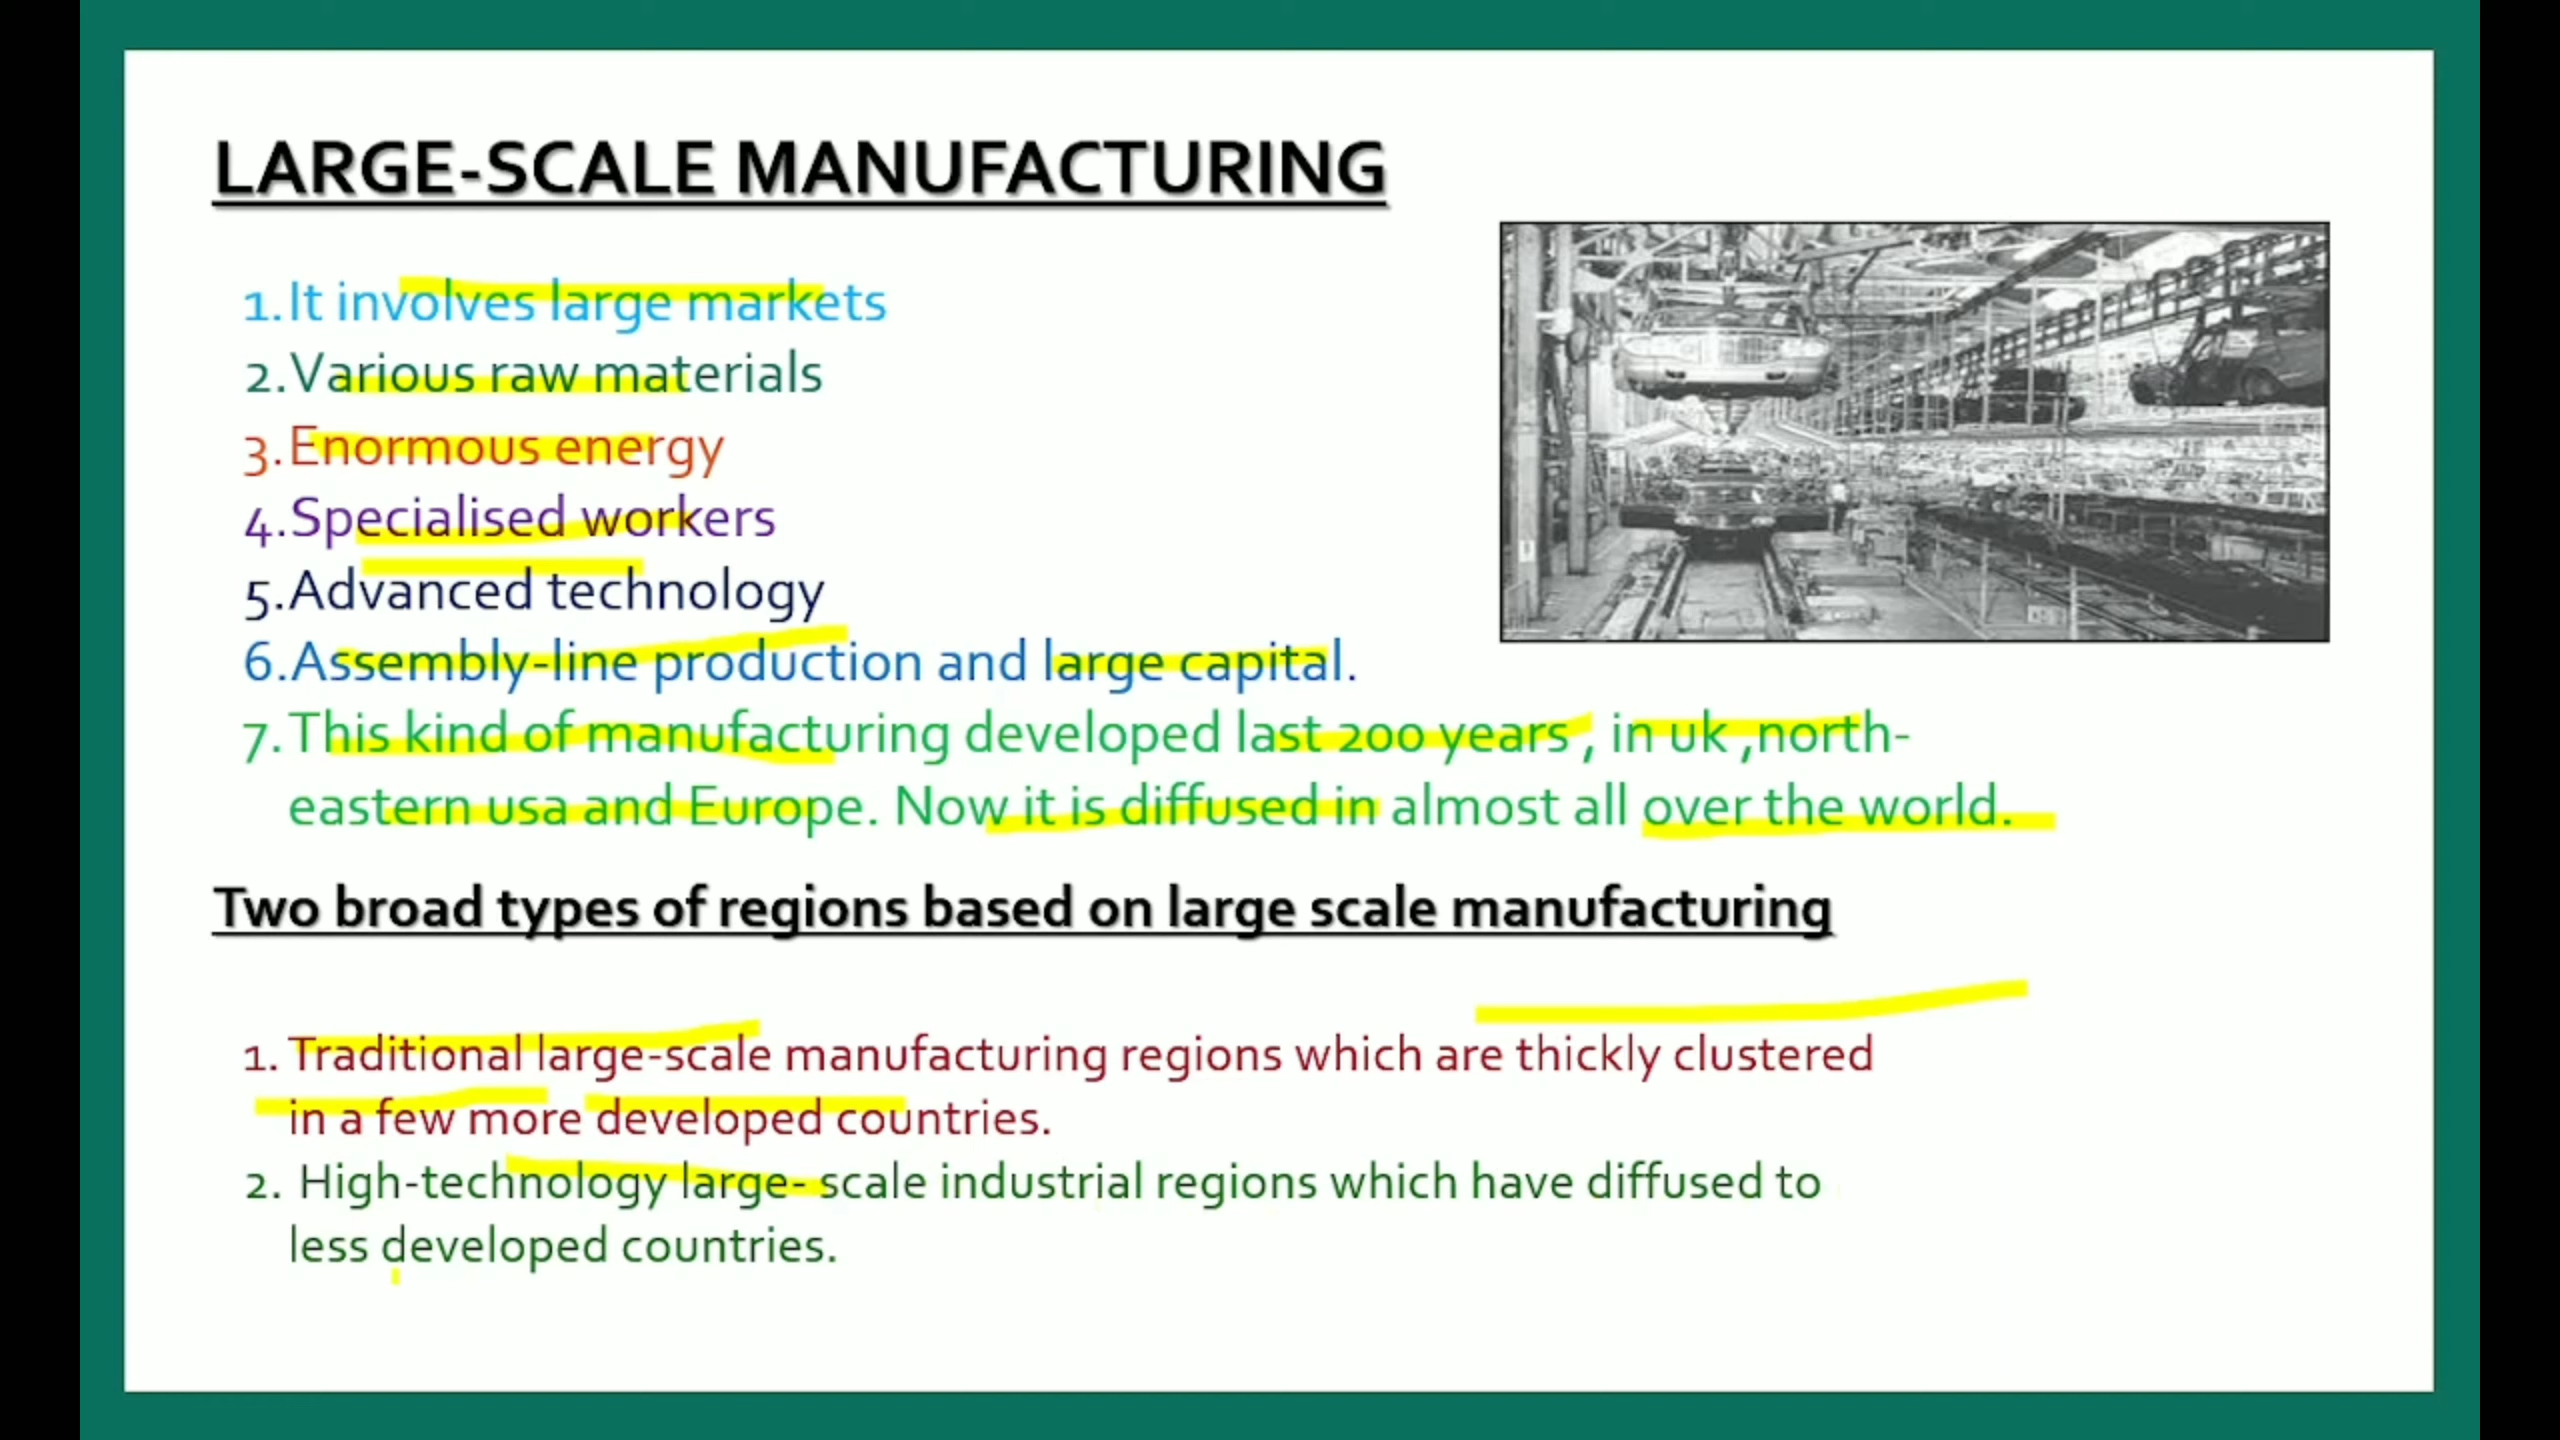 LARGE-SCALE MANUFACTURING
1.It involves large markets
2.Various raw materials
3.Enormous energy
4.Specialised workers
5.Advanced technology
6.Assembly-line production and large capital.
7.This kind of manufacturing developed last 200 years , in uk ,north-
eastern usa and Europe. Now it is diffused in almost all over the world.
Two broad types of regions based on large scale manufacturing
1. Traditional large-scale manufacturing regions which are thickly clustered
in a few more developed countries.
2. High-technology large- scale industrial regions which have diffused to
less developed countries.